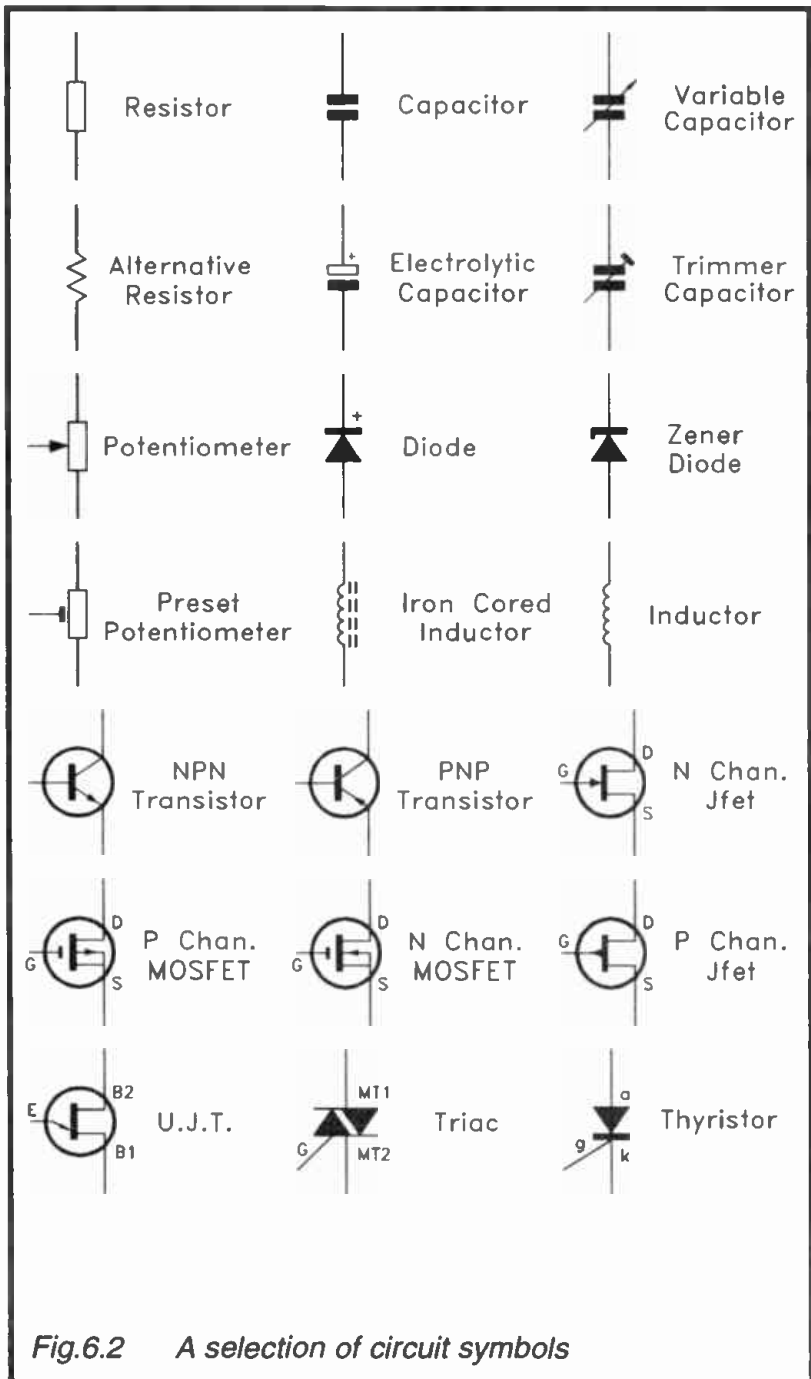 Resistor
Capacitor
Variable
Capacitor
Alternative
Resistor
+
Electrolytic
Capacitor
Trimmer
Capacitor
Potentiometer
+
Diode
Zener
Diode
Preset
Potentiometer
Iron Cored
Inductor
Inductor
NPN
Transistor
PNP
Transistor
G
D
S
N Chan.
Jfet
G
D
S
P Chan.
MOSFET
G
D
S
N Chan.
MOSFET
G
D
S
P Chan.
Jfet
E
B2
B1
U.J.T.
MT1
G
MT2
Triac
a
g
k
Thyristor
Fig.6.2 A selection of circuit symbols